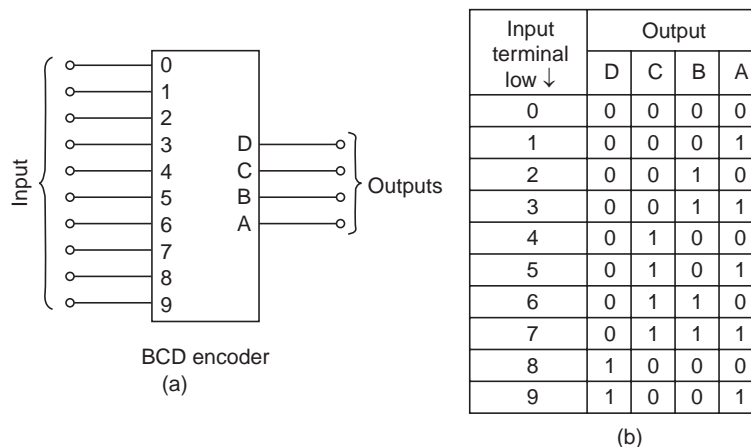 Input
0
1
2
3
4
5
6
7
8
9
D
C
B
A
Outputs
BCD encoder
(a)
Input terminal low ↓ Output
D C B A
0 0 0 0 0
1 0 0 0 1
2 0 0 1 0
3 0 0 1 1
4 0 1 0 0
5 0 1 0 1
6 0 1 1 0
7 0 1 1 1
8 1 0 0 0
9 1 0 0 1
(b)